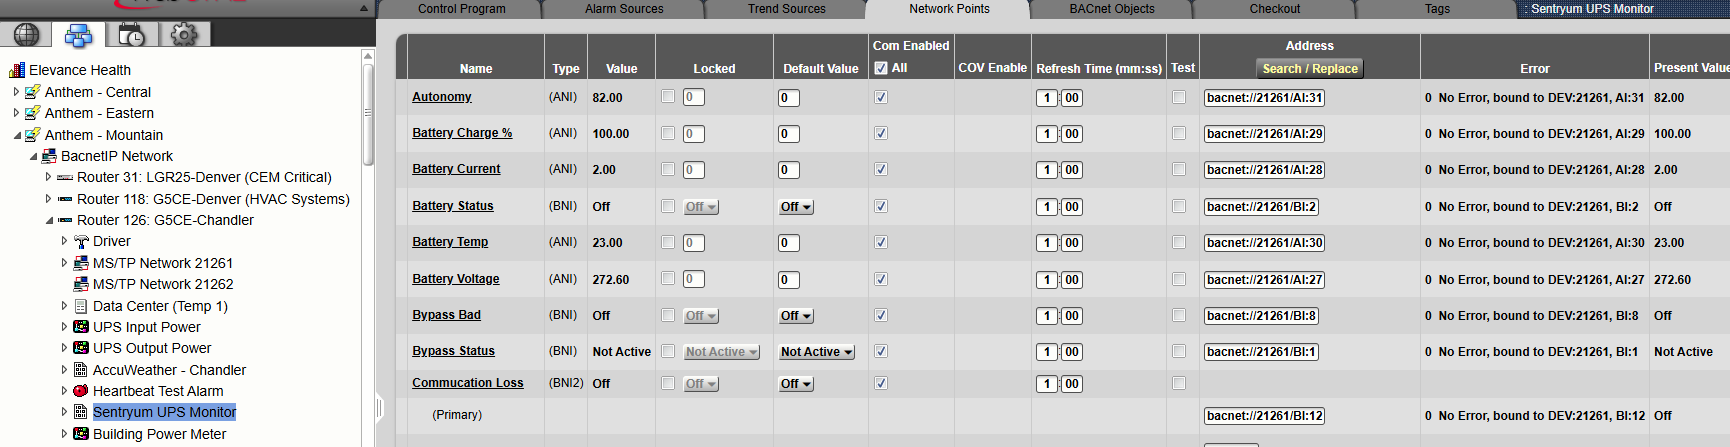 Control Program Alarm Sources Trend Sources Network Points BACnet Objects Checkout Tags : Sentryum UPS Monitor
Elevance Health
Anthem - Central
Anthem - Eastern
Anthem - Mountain
BacnetIP Network
Router 31: LGR25-Denver (CEM Critical)
Router 118: G5CE-Denver (HVAC Systems)
Router 126: G5CE-Chandler
Driver
MS/TP Network 21261
MS/TP Network 21262
Data Center (Temp 1)
UPS Input Power
UPS Output Power
AccuWeather - Chandler
Heartbeat Test Alarm
Sentryum UPS Monitor
Building Power Meter
Com Enabled Address
Name Type Value Locked Default Value All COV Enable Refresh Time (mm:ss) Test Search / Replace Error Present Value
Autonomy (ANI) 82.00 0 0 1 : 00 bacnet://21261/AI:31 0 No Error, bound to DEV:21261, AI:31 82.00
Battery Charge % (ANI) 100.00 0 0 1 : 00 bacnet://21261/AI:29 0 No Error, bound to DEV:21261, AI:29 100.00
Battery Current (ANI) 2.00 0 0 1 : 00 bacnet://21261/AI:28 0 No Error, bound to DEV:21261, AI:28 2.00
Battery Status (BNI) Off Off Off 1 : 00 bacnet://21261/BI:2 0 No Error, bound to DEV:21261, BI:2 Off
Battery Temp (ANI) 23.00 0 0 1 : 00 bacnet://21261/AI:30 0 No Error, bound to DEV:21261, AI:30 23.00
Battery Voltage (ANI) 272.60 0 0 1 : 00 bacnet://21261/AI:27 0 No Error, bound to DEV:21261, AI:27 272.60
Bypass Bad (BNI) Off Off Off 1 : 00 bacnet://21261/BI:8 0 No Error, bound to DEV:21261, BI:8 Off
Bypass Status (BNI) Not Active Not Active Not Active 1 : 00 bacnet://21261/BI:1 0 No Error, bound to DEV:21261, BI:1 Not Active
Commucation Loss (BNI2) Off Off Off 1 : 00
(Primary) bacnet://21261/BI:12 0 No Error, bound to DEV:21261, BI:12 Off